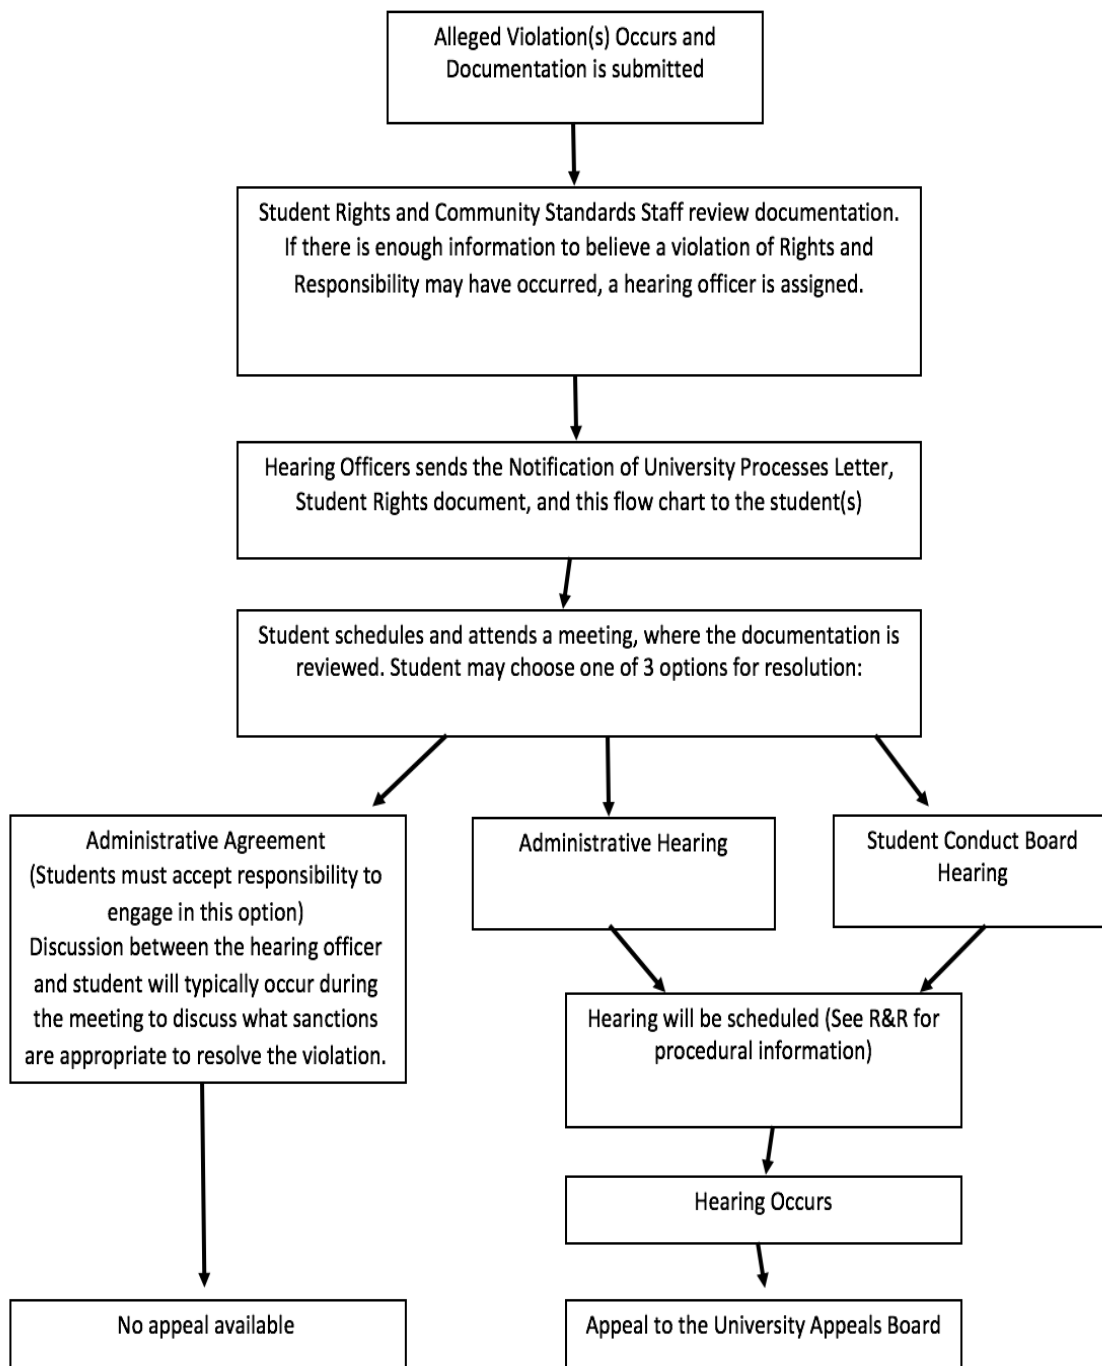 Alleged Violation(s) Occurs and
Documentation is submitted
Student Rights and Community Standards Staff review documentation.
If there is enough information to believe a violation of Rights and
Responsibility may have occurred, a hearing officer is assigned.
Hearing Officers sends the Notification of University Processes Letter,
Student Rights document, and this flow chart to the student(s)
Student schedules and attends a meeting, where the documentation is
reviewed. Student may choose one of 3 options for resolution:
Administrative Agreement
(Students must accept responsibility to
engage in this option)
Discussion between the hearing officer
and student will typically occur during
the meeting to discuss what sanctions
are appropriate to resolve the violation.
Administrative Hearing
Student Conduct Board
Hearing
Hearing will be scheduled (See R&R for
procedural information)
Hearing Occurs
No appeal available
Appeal to the University Appeals Board